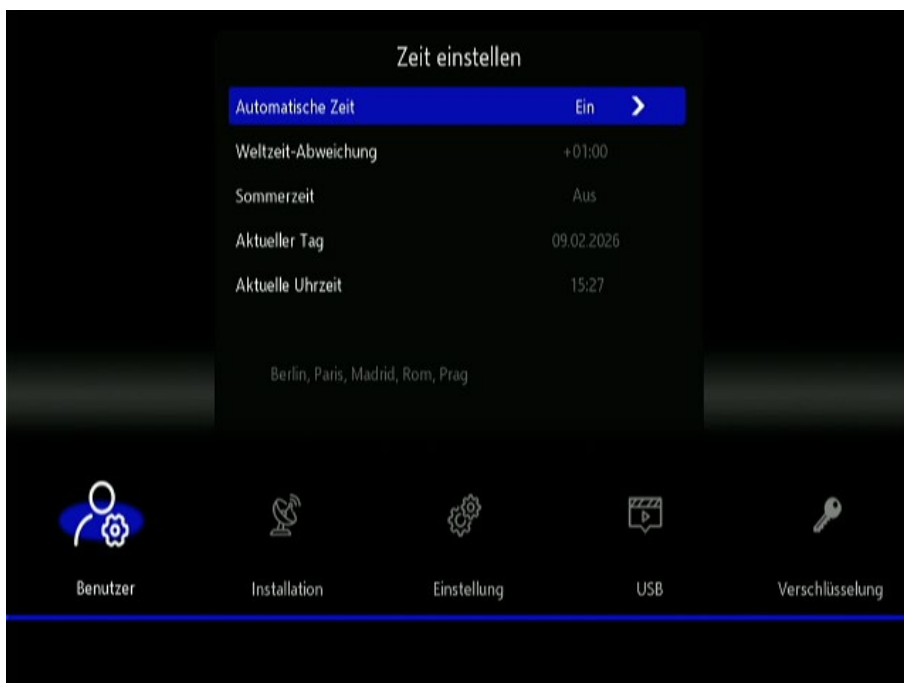 Zeit einstellen
Automatische Zeit Ein
Weltzeit-Abweichung +01:00
Sommerzeit Aus
Aktueller Tag 09.02.2026
Aktuelle Uhrzeit 15:27
Berlin, Paris, Madrid, Rom, Prag
Benutzer Installation Einstellung USB Verschlüsselung